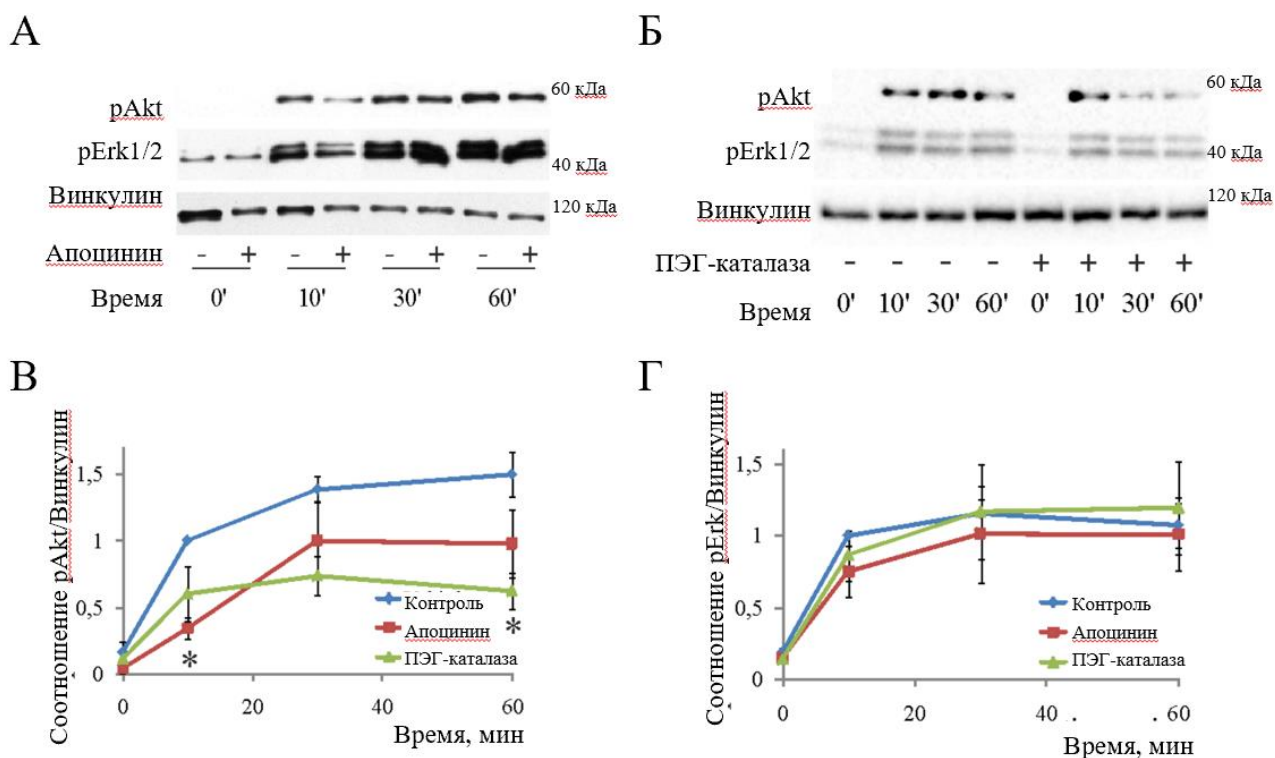 А
pAkt
60 кДа
pErk1/2
40 кДа
Винкулин
120 кДа
Апоцинин - + - + - + - +
Время 0' 10' 30' 60'
Б
pAkt
60 кДа
pErk1/2
40 кДа
Винкулин
120 кДа
ПЭГ-каталаза - - - - + + + +
Время 0' 10' 30' 60' 0' 10' 30' 60'
В
Соотношение pAkt/Винкулин
1,5
1
0,5
0
0 20 40 60
Контроль
Апоцинин
ПЭГ-каталаза
*
*
Время, мин
Г
Соотношение pErk/Винкулин
1,5
1
0,5
0
0 20 40 . . 60
Контроль
Апоцинин
ПЭГ-каталаза
Время, мин